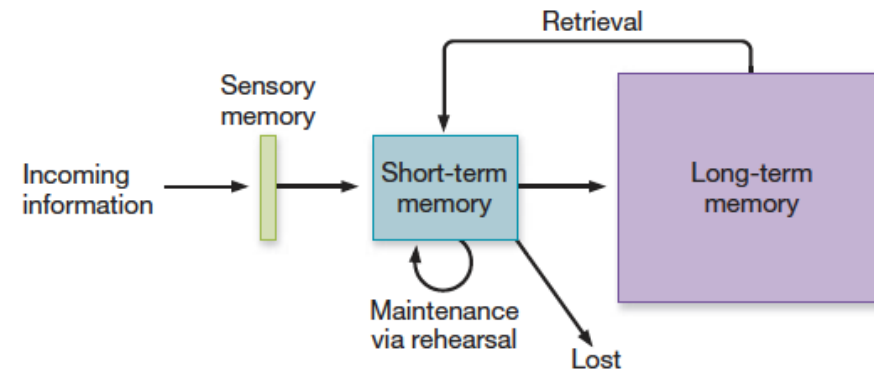 Retrieval
Sensory
memory
Incoming
information
Short-term
memory
Long-term
memory
Maintenance
via rehearsal
Lost